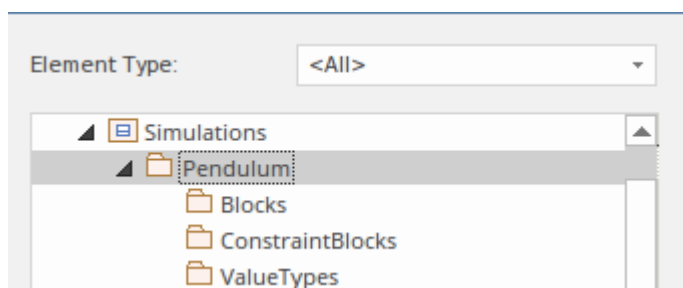 Element Type: <All>
Simulations
Pendulum
Blocks
ConstraintBlocks
ValueTypes